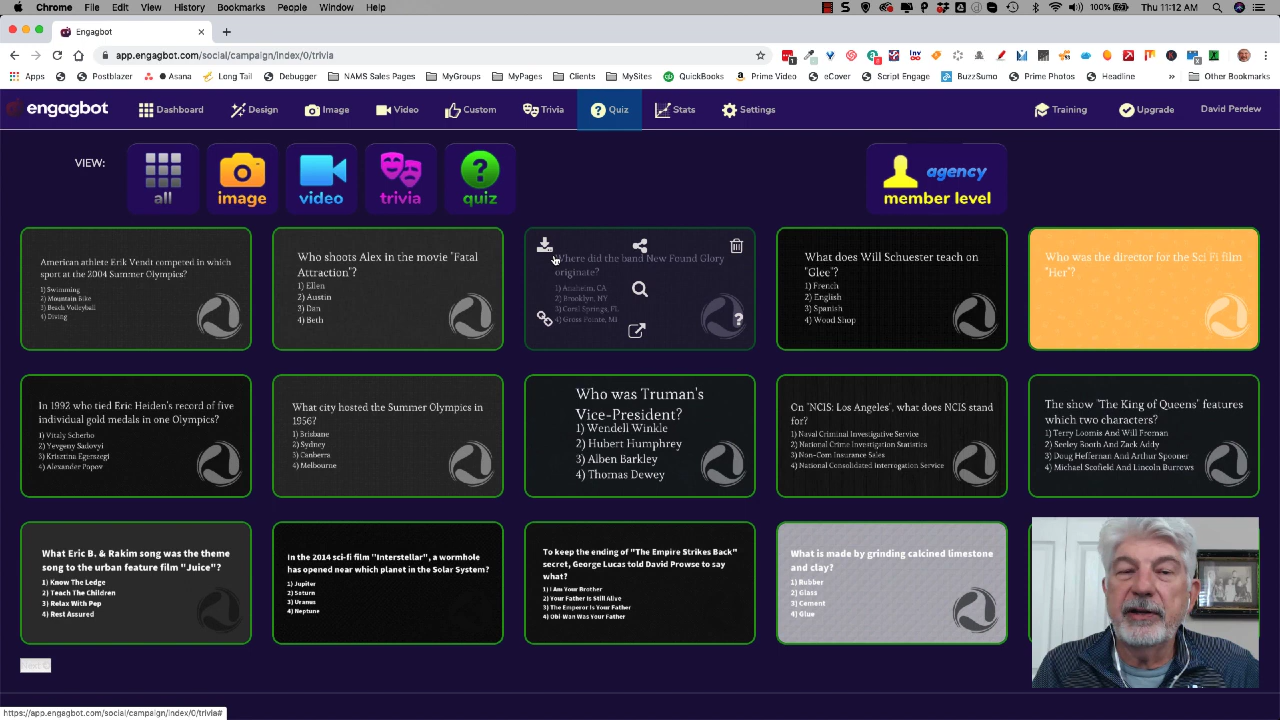 Chrome File Edit View History Bookmarks People Window Help 100% Thu 11:12 AM
Engagbot
app.engagbot.com/social/campaign/index/0/trivia
Apps Postblazer Asana Long Tail Debugger NAMS Sales Pages MyGroups MyPages Clients MySites QuickBooks Prime Video eCover Script Engage BuzzSumo Prime Photos Headline » Other Bookmarks
engagbot Dashboard Design Image Video Custom Trivia Quiz Stats Settings Training Upgrade David Perdew
VIEW:
all image video trivia quiz
agency
member level
American athlete Erik Vendt competed in which
sport at the 2004 Summer Olympics?
1) Swimming
2) Mountain Bike
3) Beach Volleyball
4) Diving
Who shoots Alex in the movie "Fatal
Attraction"?
1) Ellen
2) Austin
3) Dan
4) Beth
Where did the band New Found Glory
originate?
1) Anaheim, CA
2) Brooklyn, NY
3) Coral Springs, FL
4) Gross Pointe, MI
What does Will Schuester teach on
"Glee"?
1) French
2) English
3) Spanish
4) Wood Shop
Who was the director for the Sci Fi film
"Her"?
In 1992 who tied Eric Heiden's record of five
individual gold medals in one Olympics?
1) Vitaly Scherbo
2) Yevgeny Sadovyi
3) Krisztina Egerszegi
4) Alexander Popov
What city hosted the Summer Olympics in
1956?
1) Brisbane
2) Sydney
3) Canberra
4) Melbourne
Who was Truman's
Vice-President?
1) Wendell Winkle
2) Hubert Humphrey
3) Alben Barkley
4) Thomas Dewey
On "NCIS: Los Angeles", what does NCIS stand
for?
1) Naval Criminal Investigative Service
2) National Crime Investigation Statistics
3) Non-Com Insurance Sales
4) National Consolidated Interrogation Service
The show "The King of Queens" features
which two characters?
1) Terry Loomis And Will Freeman
2) Seeley Booth And Zack Addy
3) Doug Heffernan And Arthur Spooner
4) Michael Scofield And Lincoln Burrows
What Eric B. & Rakim song was the theme
song to the urban feature film "Juice"?
1) Know The Ledge
2) Teach The Children
3) Relax With Pep
4) Rest Assured
In the 2014 sci-fi film "Interstellar", a wormhole
has opened near which planet in the Solar System?
1) Jupiter
2) Saturn
3) Uranus
4) Neptune
To keep the ending of "The Empire Strikes Back"
secret, George Lucas told David Prowse to say
what?
1) I Am Your Brother
2) Your Father Is Still Alive
3) The Emperor Is Your Father
4) Obi-Wan Was Your Father
What is made by grinding calcined limestone
and clay?
1) Rubber
2) Glass
3) Cement
4) Glue
https://app.engagbot.com/social/campaign/index/0/trivia#